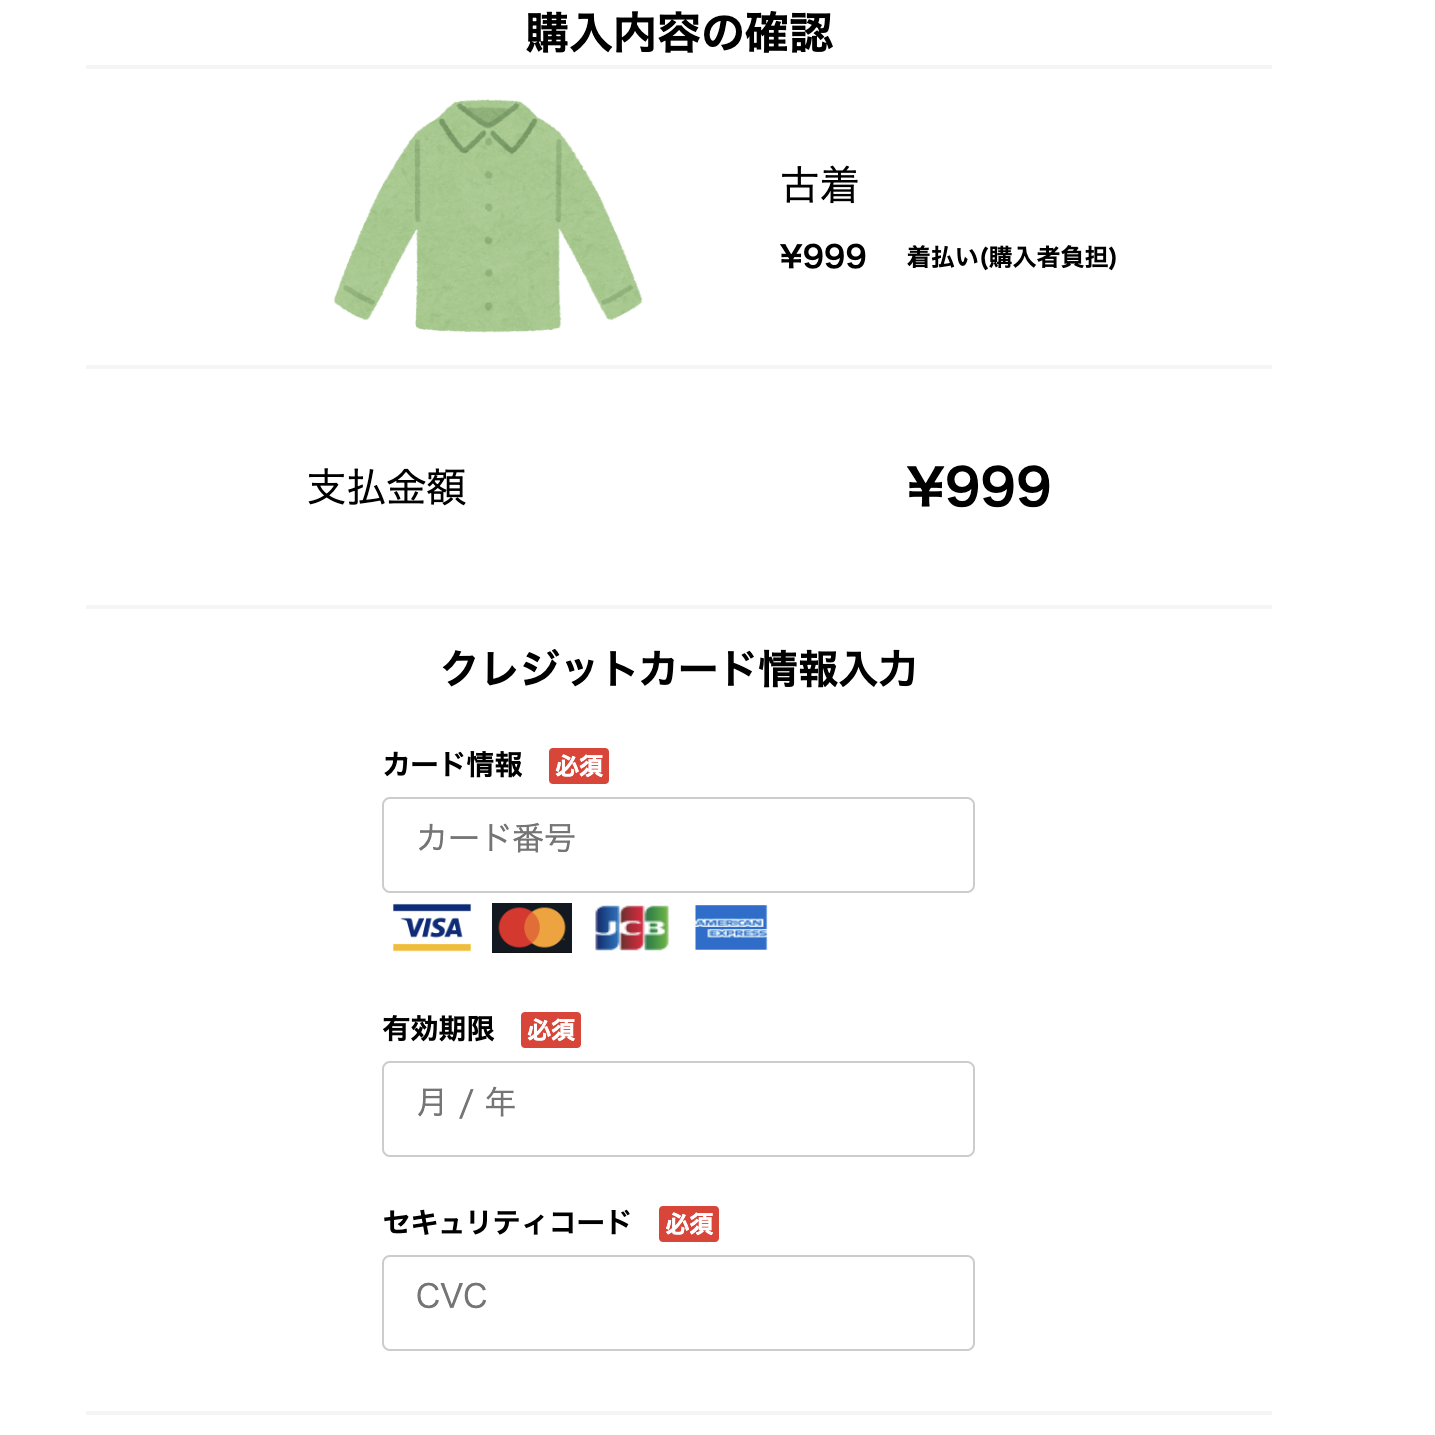 購入内容の確認
古着
¥999 着払い(購入者負担)
支払金額 ¥999
クレジットカード情報入力
カード情報 必須
カード番号
VISA JCB AMERICAN EXPRESS
有効期限 必須
月 / 年
セキュリティコード 必須
CVC